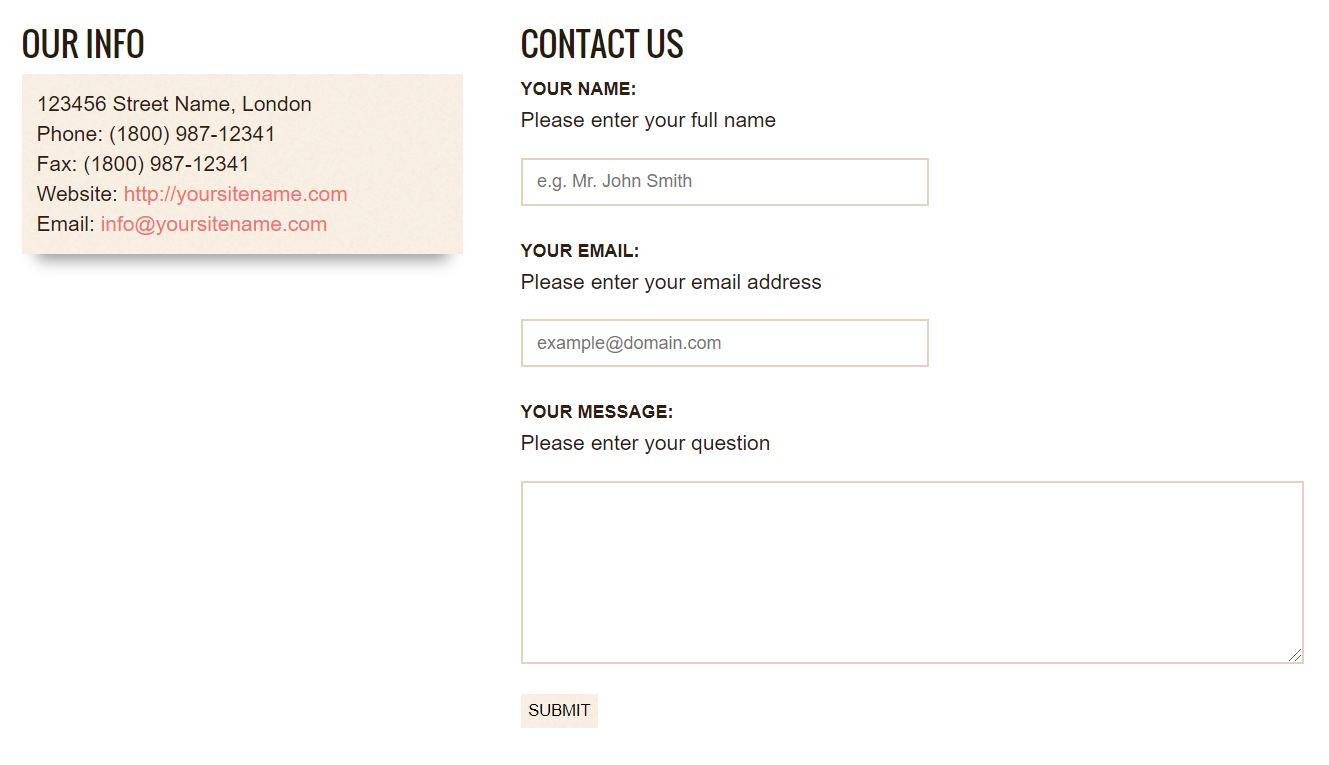 OUR INFO
123456 Street Name, London
Phone: (1800) 987-12341
Fax: (1800) 987-12341
Website: http://yoursitename.com
Email: info@yoursitename.com
CONTACT US
YOUR NAME:
Please enter your full name
e.g. Mr. John Smith
YOUR EMAIL:
Please enter your email address
example@domain.com
YOUR MESSAGE:
Please enter your question
SUBMIT